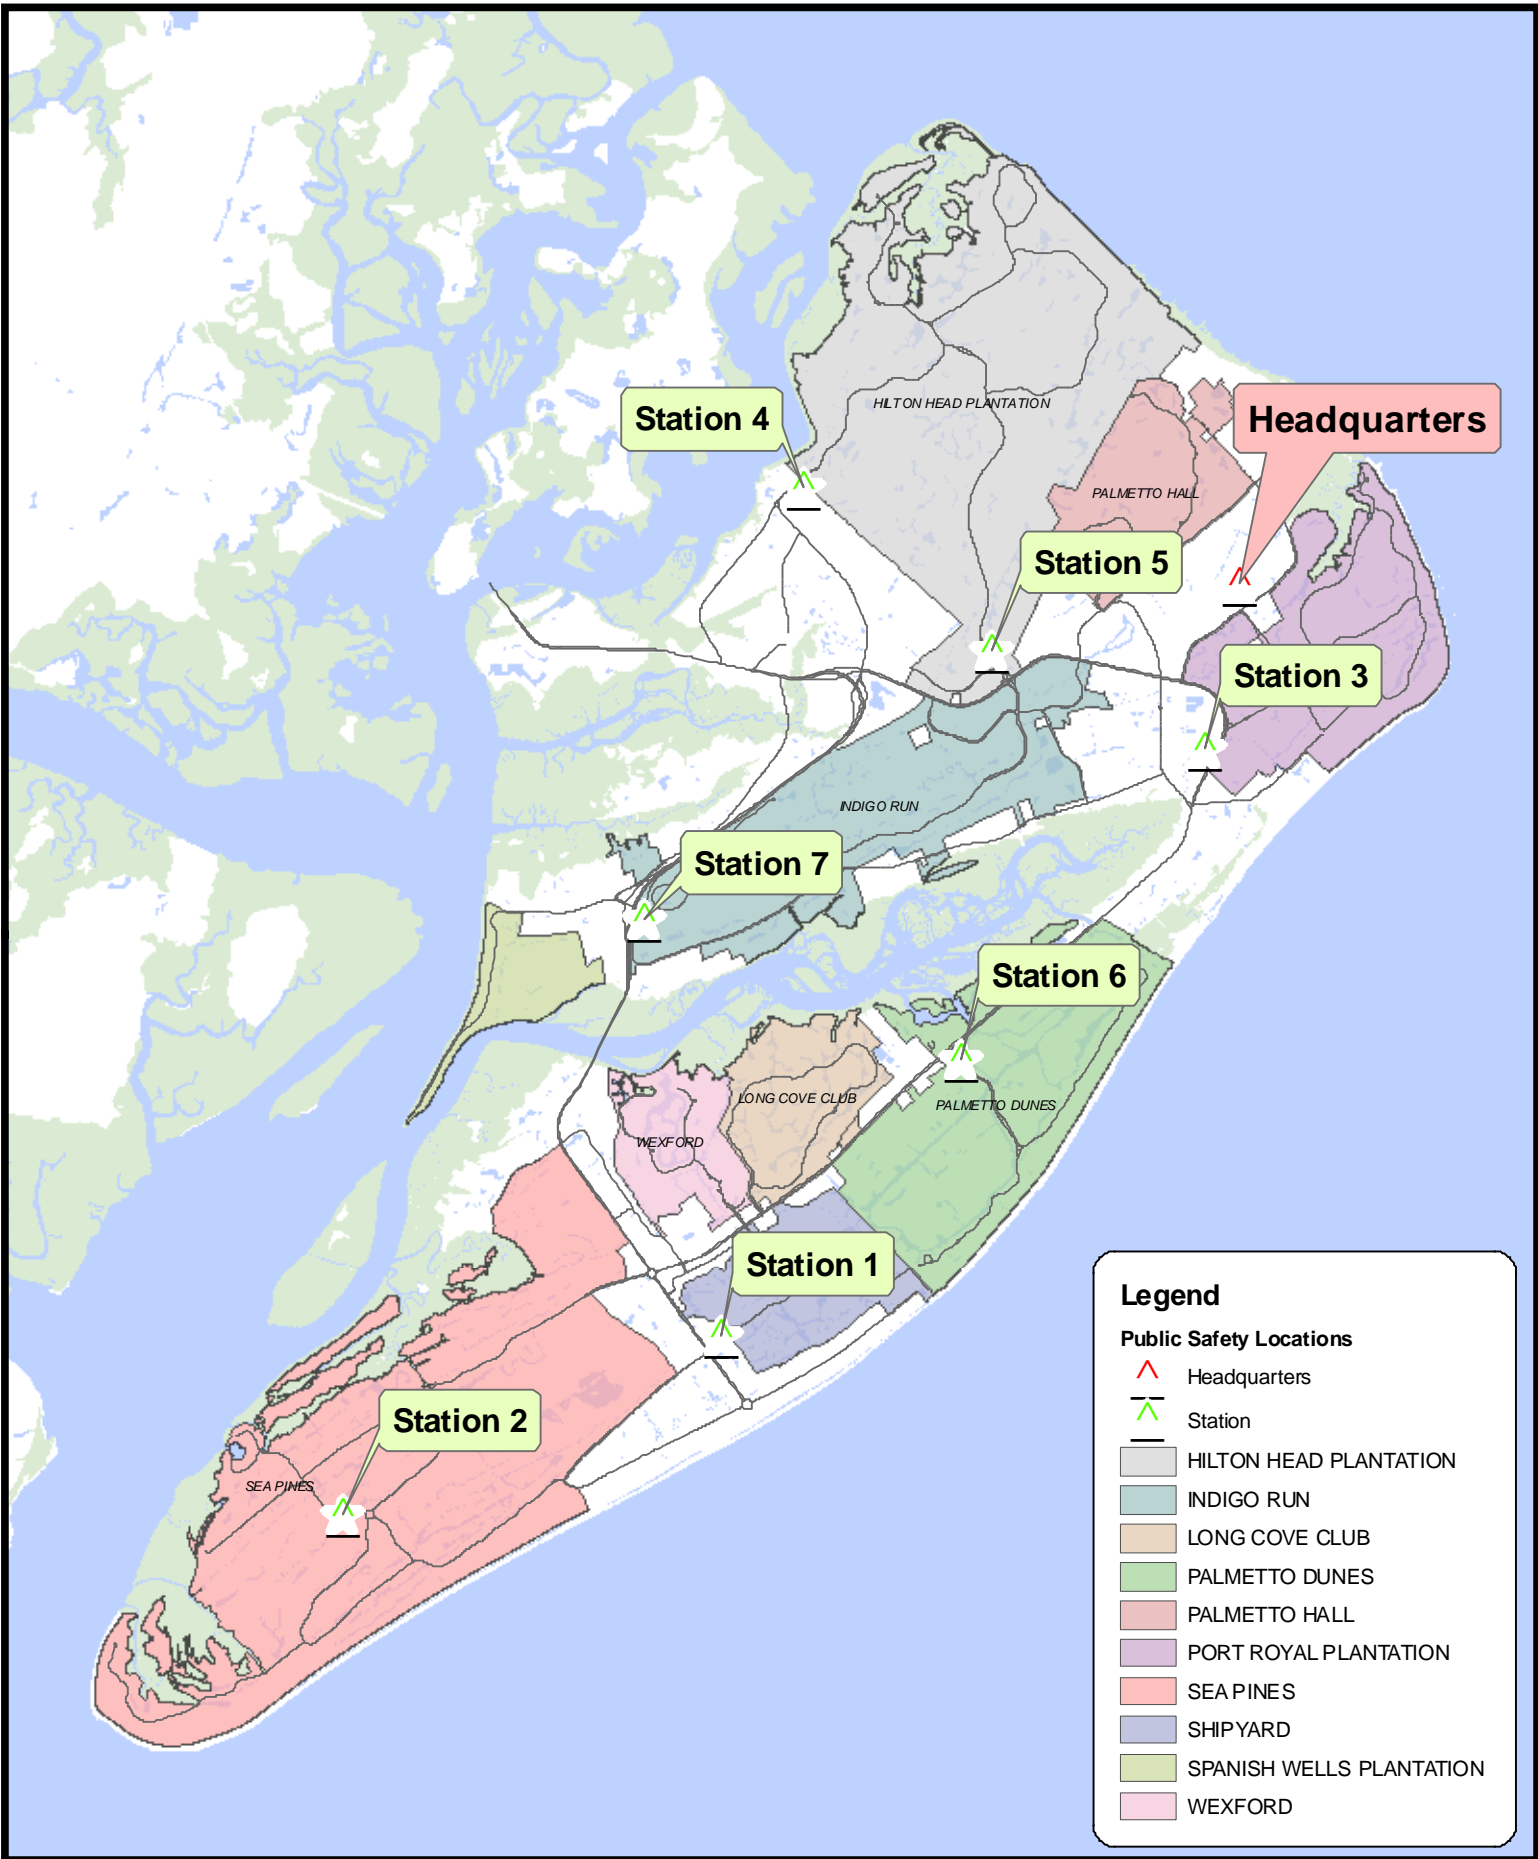 HILTON HEAD PLANTATION
Station 4
Headquarters
PALMETTO HALL
Station 5
Station 3
INDIGO RUN
Station 7
Station 6
LONG COVE CLUB
PALMETTO DUNES
WEXFORD
Station 1
Station 2
SEA PINES
Legend
Public Safety Locations
Headquarters
Station
HILTON HEAD PLANTATION
INDIGO RUN
LONG COVE CLUB
PALMETTO DUNES
PALMETTO HALL
PORT ROYAL PLANTATION
SEA PINES
SHIPYARD
SPANISH WELLS PLANTATION
WEXFORD